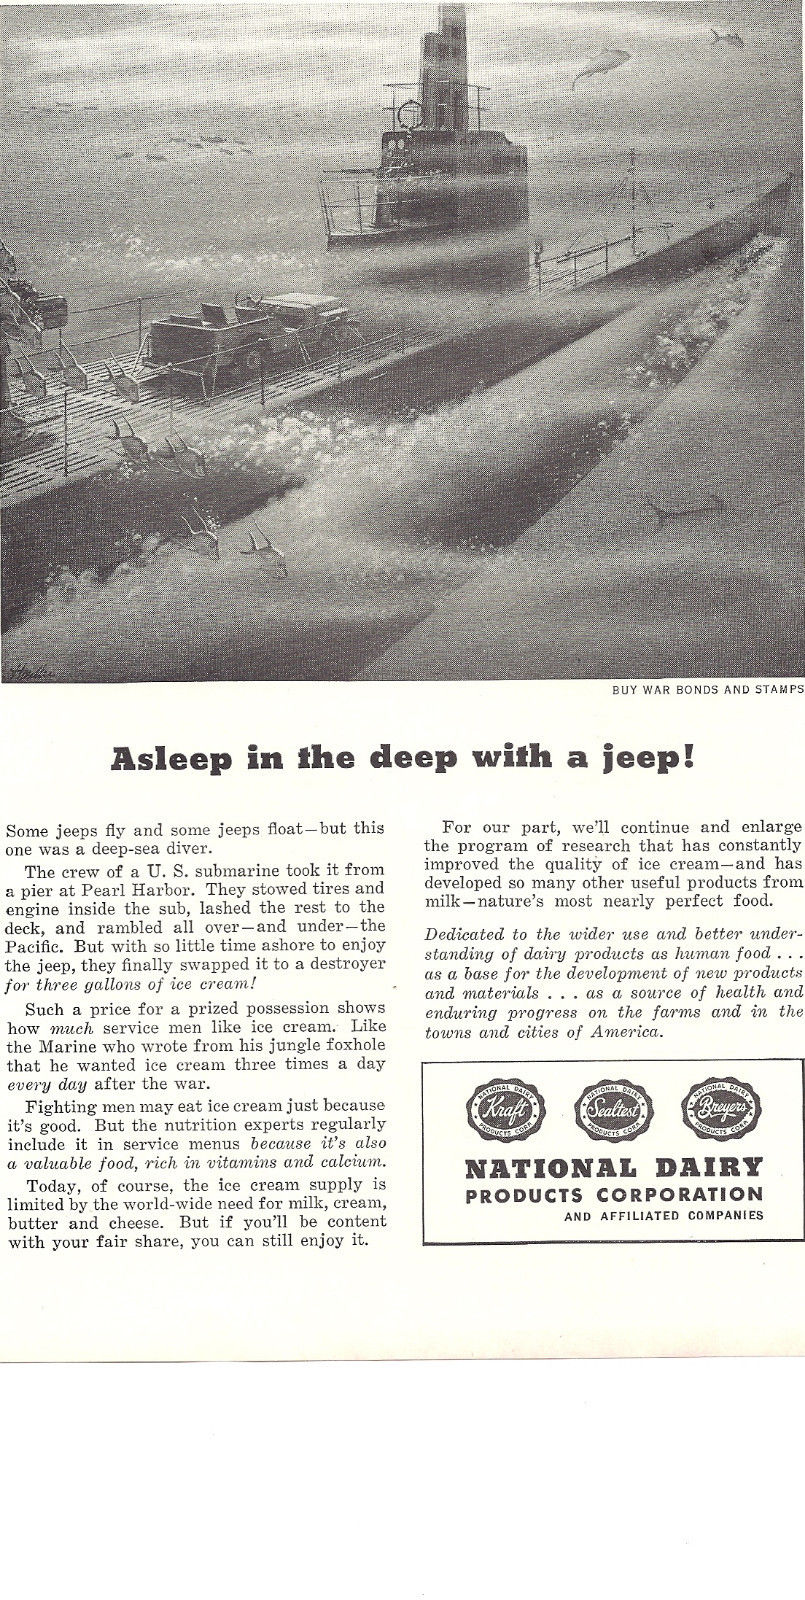 BUY WAR BONDS AND STAMPS
Asleep in the deep with a jeep!
Some jeeps fly and some jeeps float—but this
one was a deep-sea diver.
The crew of a U. S. submarine took it from
a pier at Pearl Harbor. They stowed tires and
engine inside the sub, lashed the rest to the
deck, and rambled all over—and under—the
Pacific. But with so little time ashore to enjoy
the jeep, they finally swapped it to a destroyer
for three gallons of ice cream!
Such a price for a prized possession shows
how much service men like ice cream. Like
the Marine who wrote from his jungle foxhole
that he wanted ice cream three times a day
every day after the war.
Fighting men may eat ice cream just because
it's good. But the nutrition experts regularly
include it in service menus because it's also
a valuable food, rich in vitamins and calcium.
Today, of course, the ice cream supply is
limited by the world-wide need for milk, cream,
butter and cheese. But if you'll be content
with your fair share, you can still enjoy it.
For our part, we'll continue and enlarge
the program of research that has constantly
improved the quality of ice cream—and has
developed so many other useful products from
milk—nature's most nearly perfect food.
Dedicated to the wider use and better under-
standing of dairy products as human food . . .
as a base for the development of new products
and materials . . . as a source of health and
enduring progress on the farms and in the
towns and cities of America.
NATIONAL DAIRY
Kraft
PRODUCTS CORP.
NATIONAL DAIRY
Sealtest
PRODUCTS CORP.
NATIONAL DAIRY
Breyers
PRODUCTS CORP.
NATIONAL DAIRY
PRODUCTS CORPORATION
AND AFFILIATED COMPANIES